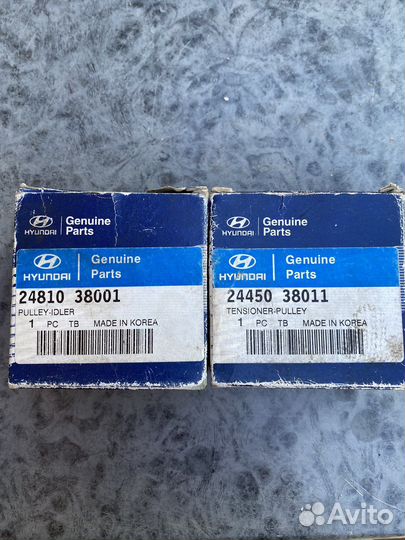 HYUNDAI
Genuine
Parts
HYUNDAI
Genuine
Parts
24810 38001
PULLEY-IDLER
1 PC TB MADE IN KOREA
HYUNDAI
Genuine
Parts
HYUNDAI
Genuine
Parts
24450 38011
TENSIONER-PULLEY
1 PC TB MADE IN KOREA
Avito